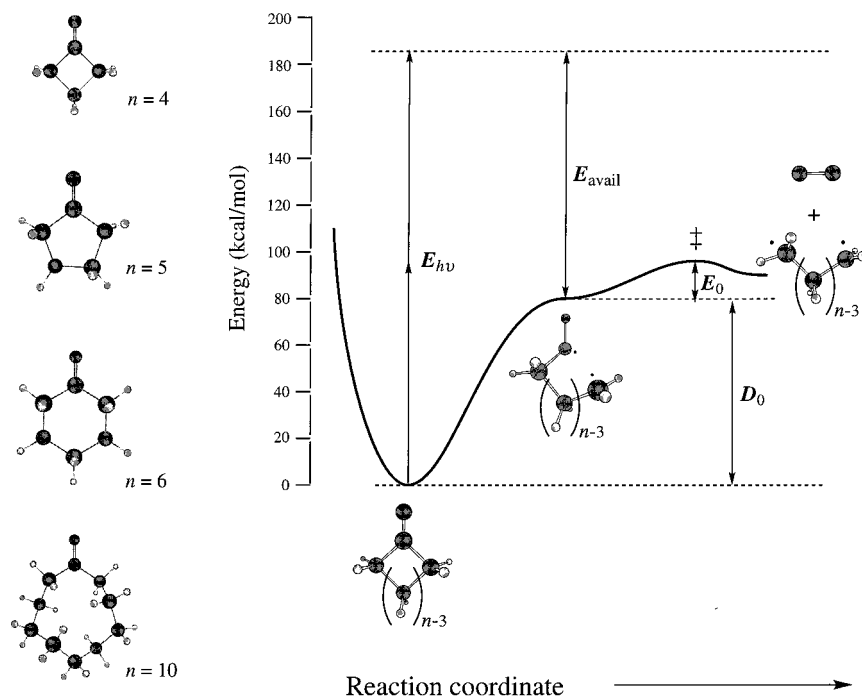 n = 4
n = 5
n = 6
n = 10
Energy (kcal/mol)
200
180
160
140
120
100
80
60
40
20
0
E_hν
E_avail
‡
E_0
D_0
+
n-3
n-3
n-3
Reaction coordinate